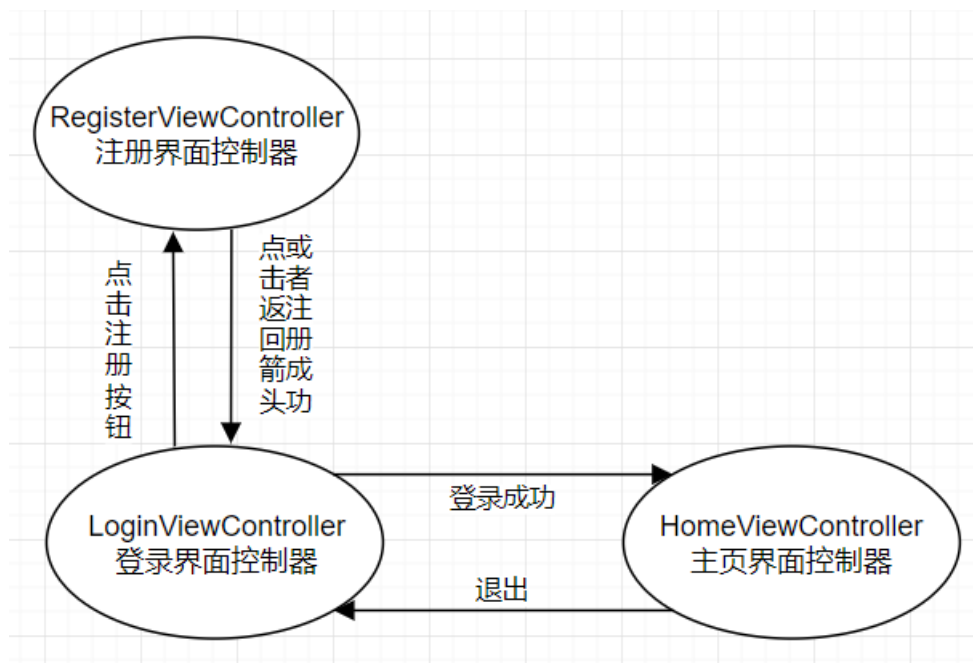 RegisterViewController
注册界面控制器
点击注册按钮
点击返回箭头
或者注册成功
登录成功
LoginViewController
登录界面控制器
HomeViewController
主页界面控制器
退出